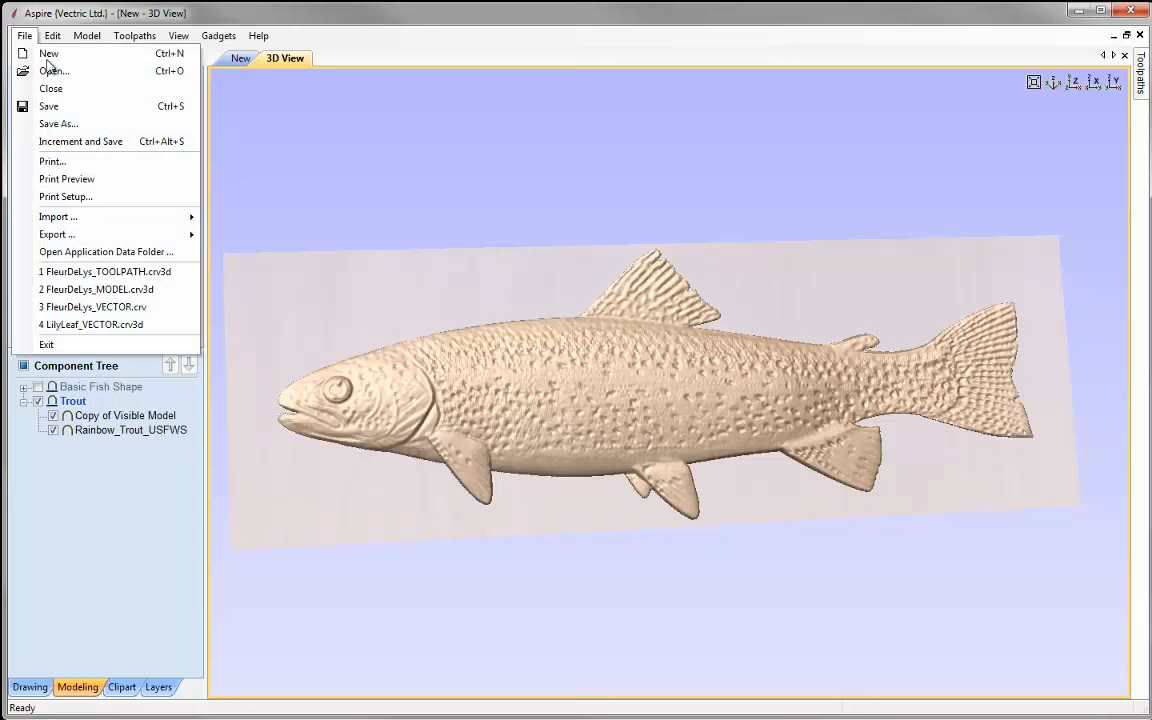 Aspire (Vectric Ltd.) - [New - 3D View]
File Edit Model Toolpaths View Gadgets Help
New Ctrl+N
Open... Ctrl+O
Close
Save Ctrl+S
Save As...
Increment and Save Ctrl+Alt+S
Print...
Print Preview
Print Setup...
Import ...
Export ...
Open Application Data Folder ...
1 FleurDeLys_TOOLPATH.crv3d
2 FleurDeLys_MODEL.crv3d
3 FleurDeLys_VECTOR.crv
4 LilyLeaf_VECTOR.crv3d
Exit
New 3D View
Z X Y
Toolpaths
Component Tree
Basic Fish Shape
Trout
Copy of Visible Model
Rainbow_Trout_USFWS
Drawing Modeling Clipart Layers
Ready